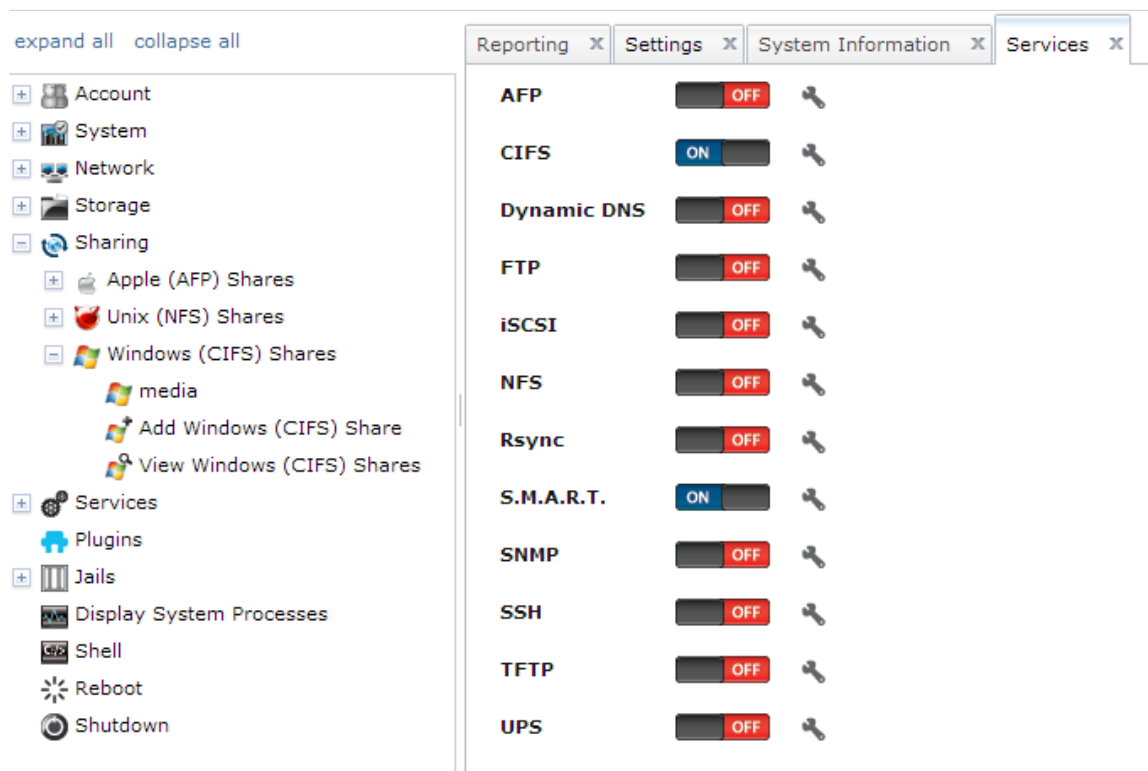 expand all collapse all
Account
System
Network
Storage
Sharing
Apple (AFP) Shares
Unix (NFS) Shares
Windows (CIFS) Shares
media
Add Windows (CIFS) Share
View Windows (CIFS) Shares
Services
Plugins
Jails
Display System Processes
Shell
Reboot
Shutdown
Reporting X Settings X System Information X Services X
AFP OFF
CIFS ON
Dynamic DNS OFF
FTP OFF
iSCSI OFF
NFS OFF
Rsync OFF
S.M.A.R.T. ON
SNMP OFF
SSH OFF
TFTP OFF
UPS OFF